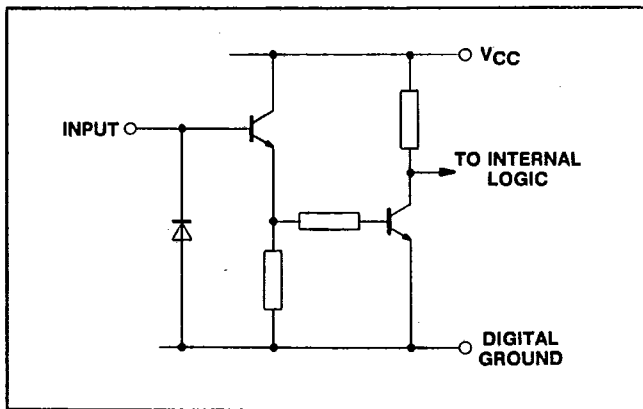 VCC
INPUT
TO INTERNAL
LOGIC
DIGITAL
GROUND